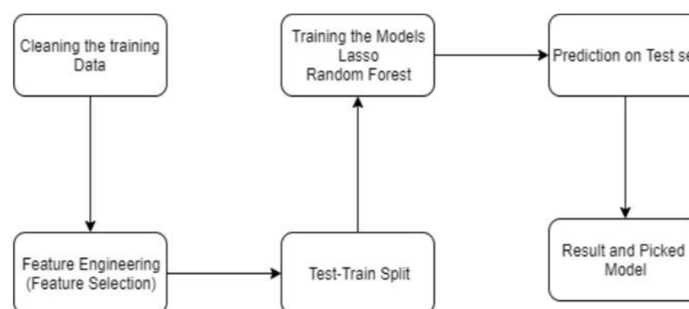 Cleaning the training
Data
Feature Engineering
(Feature Selection)
Test-Train Split
Training the Models
Lasso
Random Forest
Prediction on Test se
Result and Picked
Model